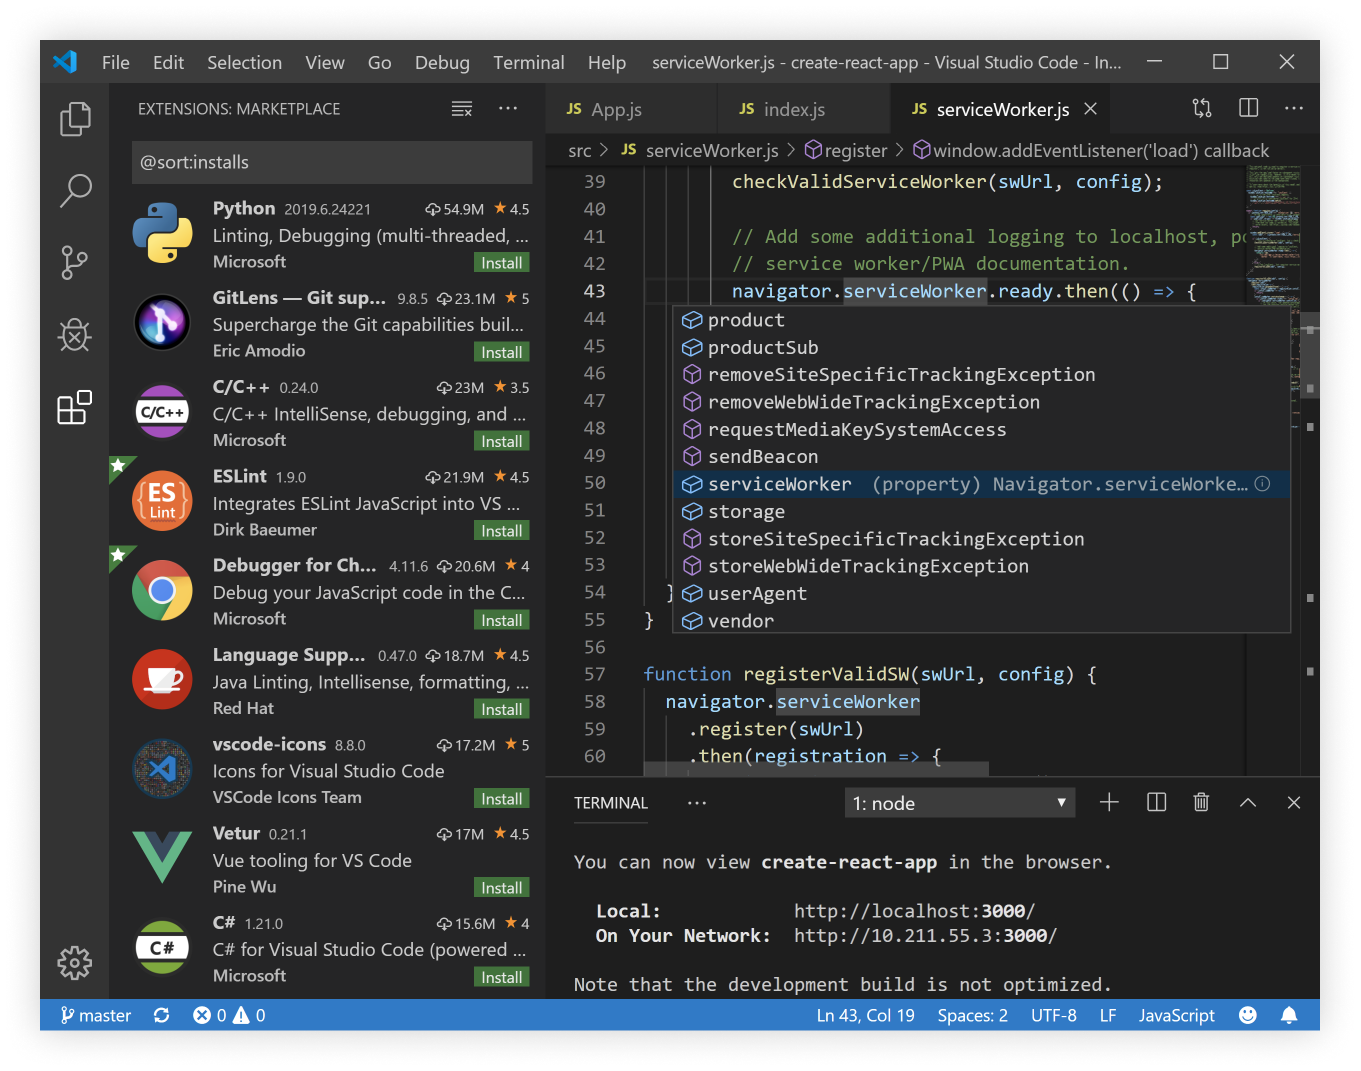 File Edit Selection View Go Debug Terminal Help serviceWorker.js - create-react-app - Visual Studio Code - In...
EXTENSIONS: MARKETPLACE
@sort:installs
Python 2019.6.24221 54.9M ★ 4.5
Linting, Debugging (multi-threaded, ...
Microsoft Install
GitLens — Git sup... 9.8.5 23.1M ★ 5
Supercharge the Git capabilities buil...
Eric Amodio Install
C/C++
C/C++ 0.24.0 23M ★ 3.5
C/C++ IntelliSense, debugging, and ...
Microsoft Install
ES
Lint
ESLint 1.9.0 21.9M ★ 4.5
Integrates ESLint JavaScript into VS ...
Dirk Baeumer Install
Debugger for Ch... 4.11.6 20.6M ★ 4
Debug your JavaScript code in the C...
Microsoft Install
Language Supp... 0.47.0 18.7M ★ 4.5
Java Linting, Intellisense, formatting, ...
Red Hat Install
vscode-icons 8.8.0 17.2M ★ 5
Icons for Visual Studio Code
VSCode Icons Team Install
Vetur 0.21.1 17M ★ 4.5
Vue tooling for VS Code
Pine Wu Install
C#
C# 1.21.0 15.6M ★ 4
C# for Visual Studio Code (powered ...
Microsoft Install
JS App.js JS index.js JS serviceWorker.js
src > JS serviceWorker.js > register > window.addEventListener('load') callback
39 checkValidServiceWorker(swUrl, config);
40
41 // Add some additional logging to localhost, po
42 // service worker/PWA documentation.
43 navigator.serviceWorker.ready.then(() => {
44 product
45 productSub
46 removeSiteSpecificTrackingException
47 removeWebWideTrackingException
48 requestMediaKeySystemAccess
49 sendBeacon
50 serviceWorker (property) Navigator.serviceWorke...
51 storage
52 storeSiteSpecificTrackingException
53 storeWebWideTrackingException
54 } userAgent
55 } vendor
56
57 function registerValidSW(swUrl, config) {
58 navigator.serviceWorker
59 .register(swUrl)
60 .then(registration => {
TERMINAL ... 1: node
You can now view create-react-app in the browser.
Local: http://localhost:3000/
On Your Network: http://10.211.55.3:3000/
Note that the development build is not optimized.
master 0 0 Ln 43, Col 19 Spaces: 2 UTF-8 LF JavaScript